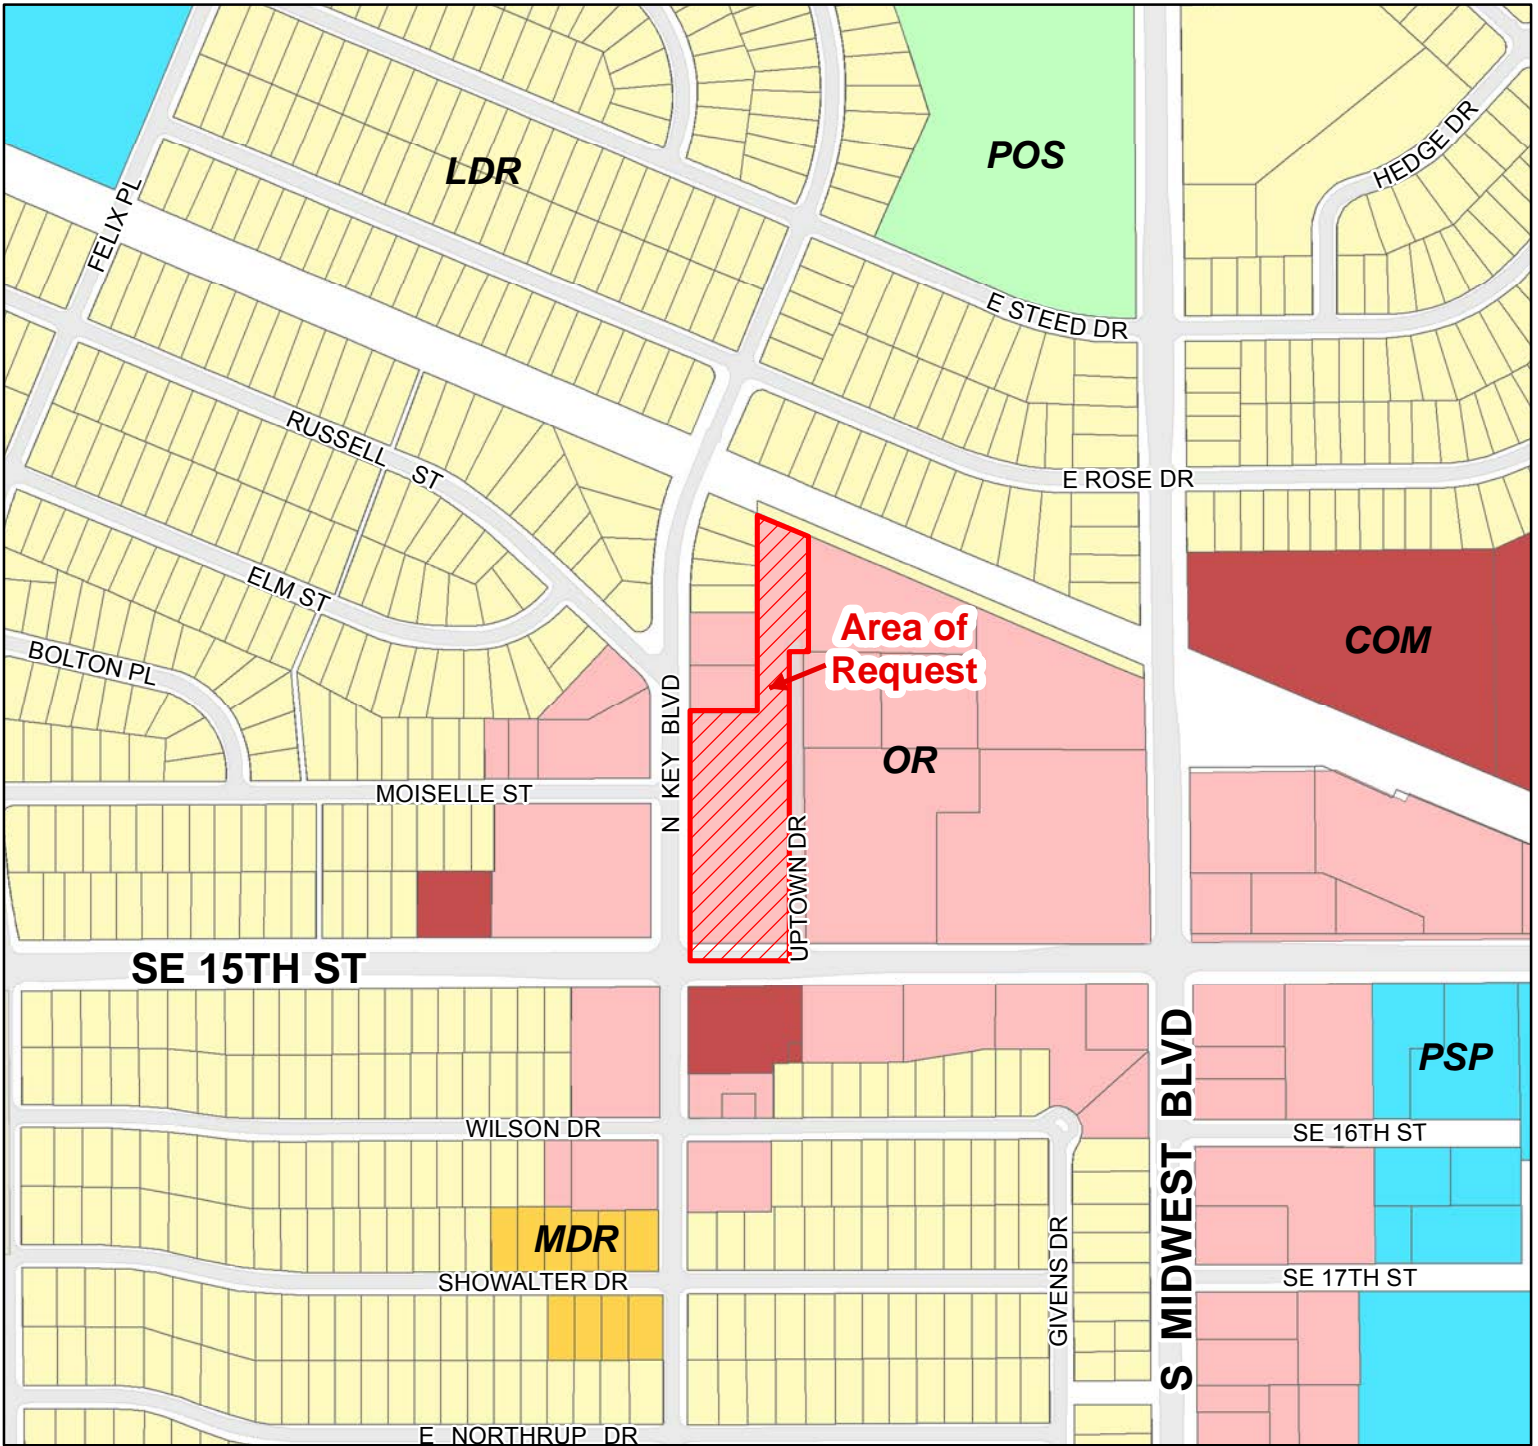 LDR
POS
HEDGE DR
FELIX PL
E STEED DR
RUSSELL ST
E ROSE DR
ELM ST
Area of
Request
COM
BOLTON PL
N KEY BLVD
OR
MOISELLE ST
UPTOWN DR
SE 15TH ST
S MIDWEST BLVD
PSP
WILSON DR
SE 16TH ST
MDR
GIVENS DR
SHOWALTER DR
SE 17TH ST
E NORTHRUP DR